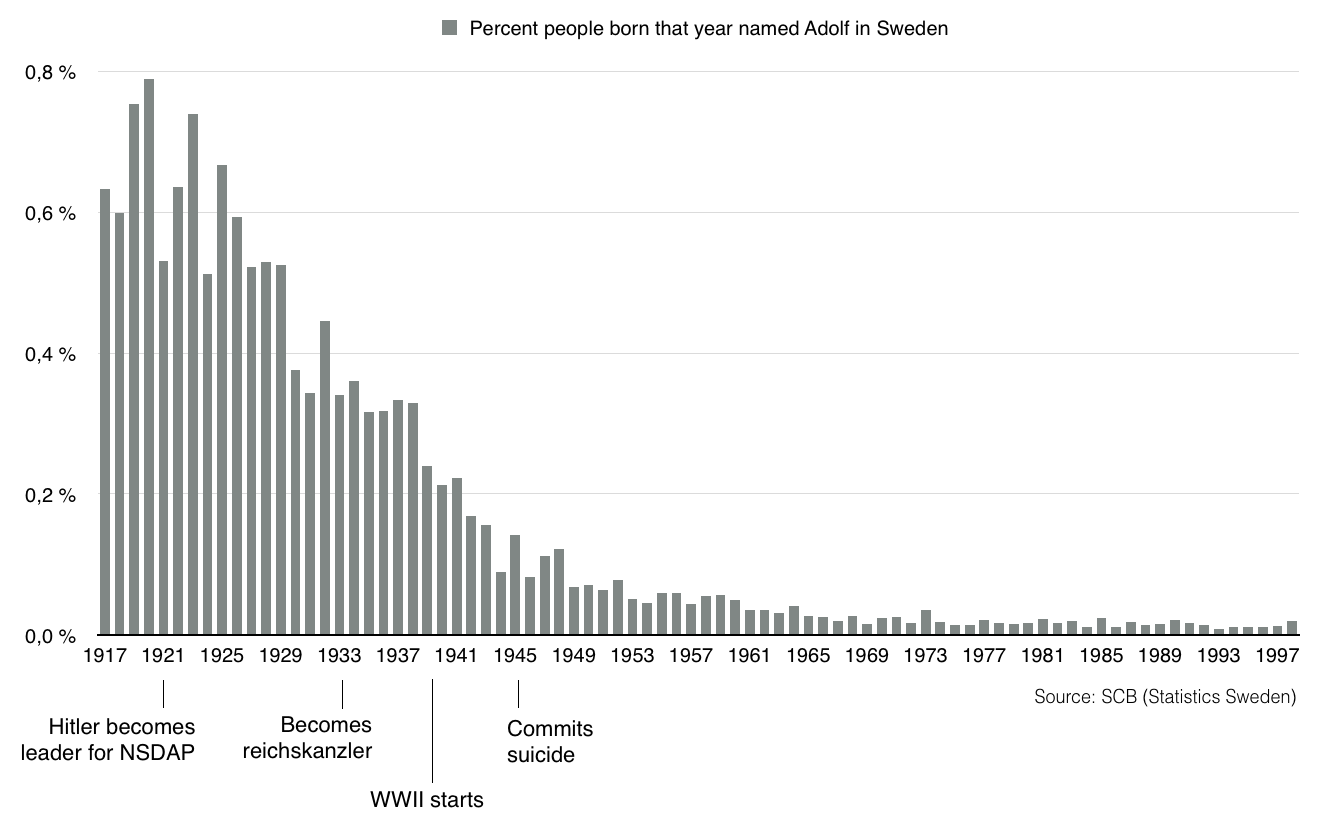 Percent people born that year named Adolf in Sweden
0,8 %
0,6 %
0,4 %
0,2 %
0,0 %
1917 1921 1925 1929 1933 1937 1941 1945 1949 1953 1957 1961 1965 1969 1973 1977 1981 1985 1989 1993 1997
Source: SCB (Statistics Sweden)
Hitler becomes
leader for NSDAP
Becomes
reichskanzler
WWII starts
Commits
suicide